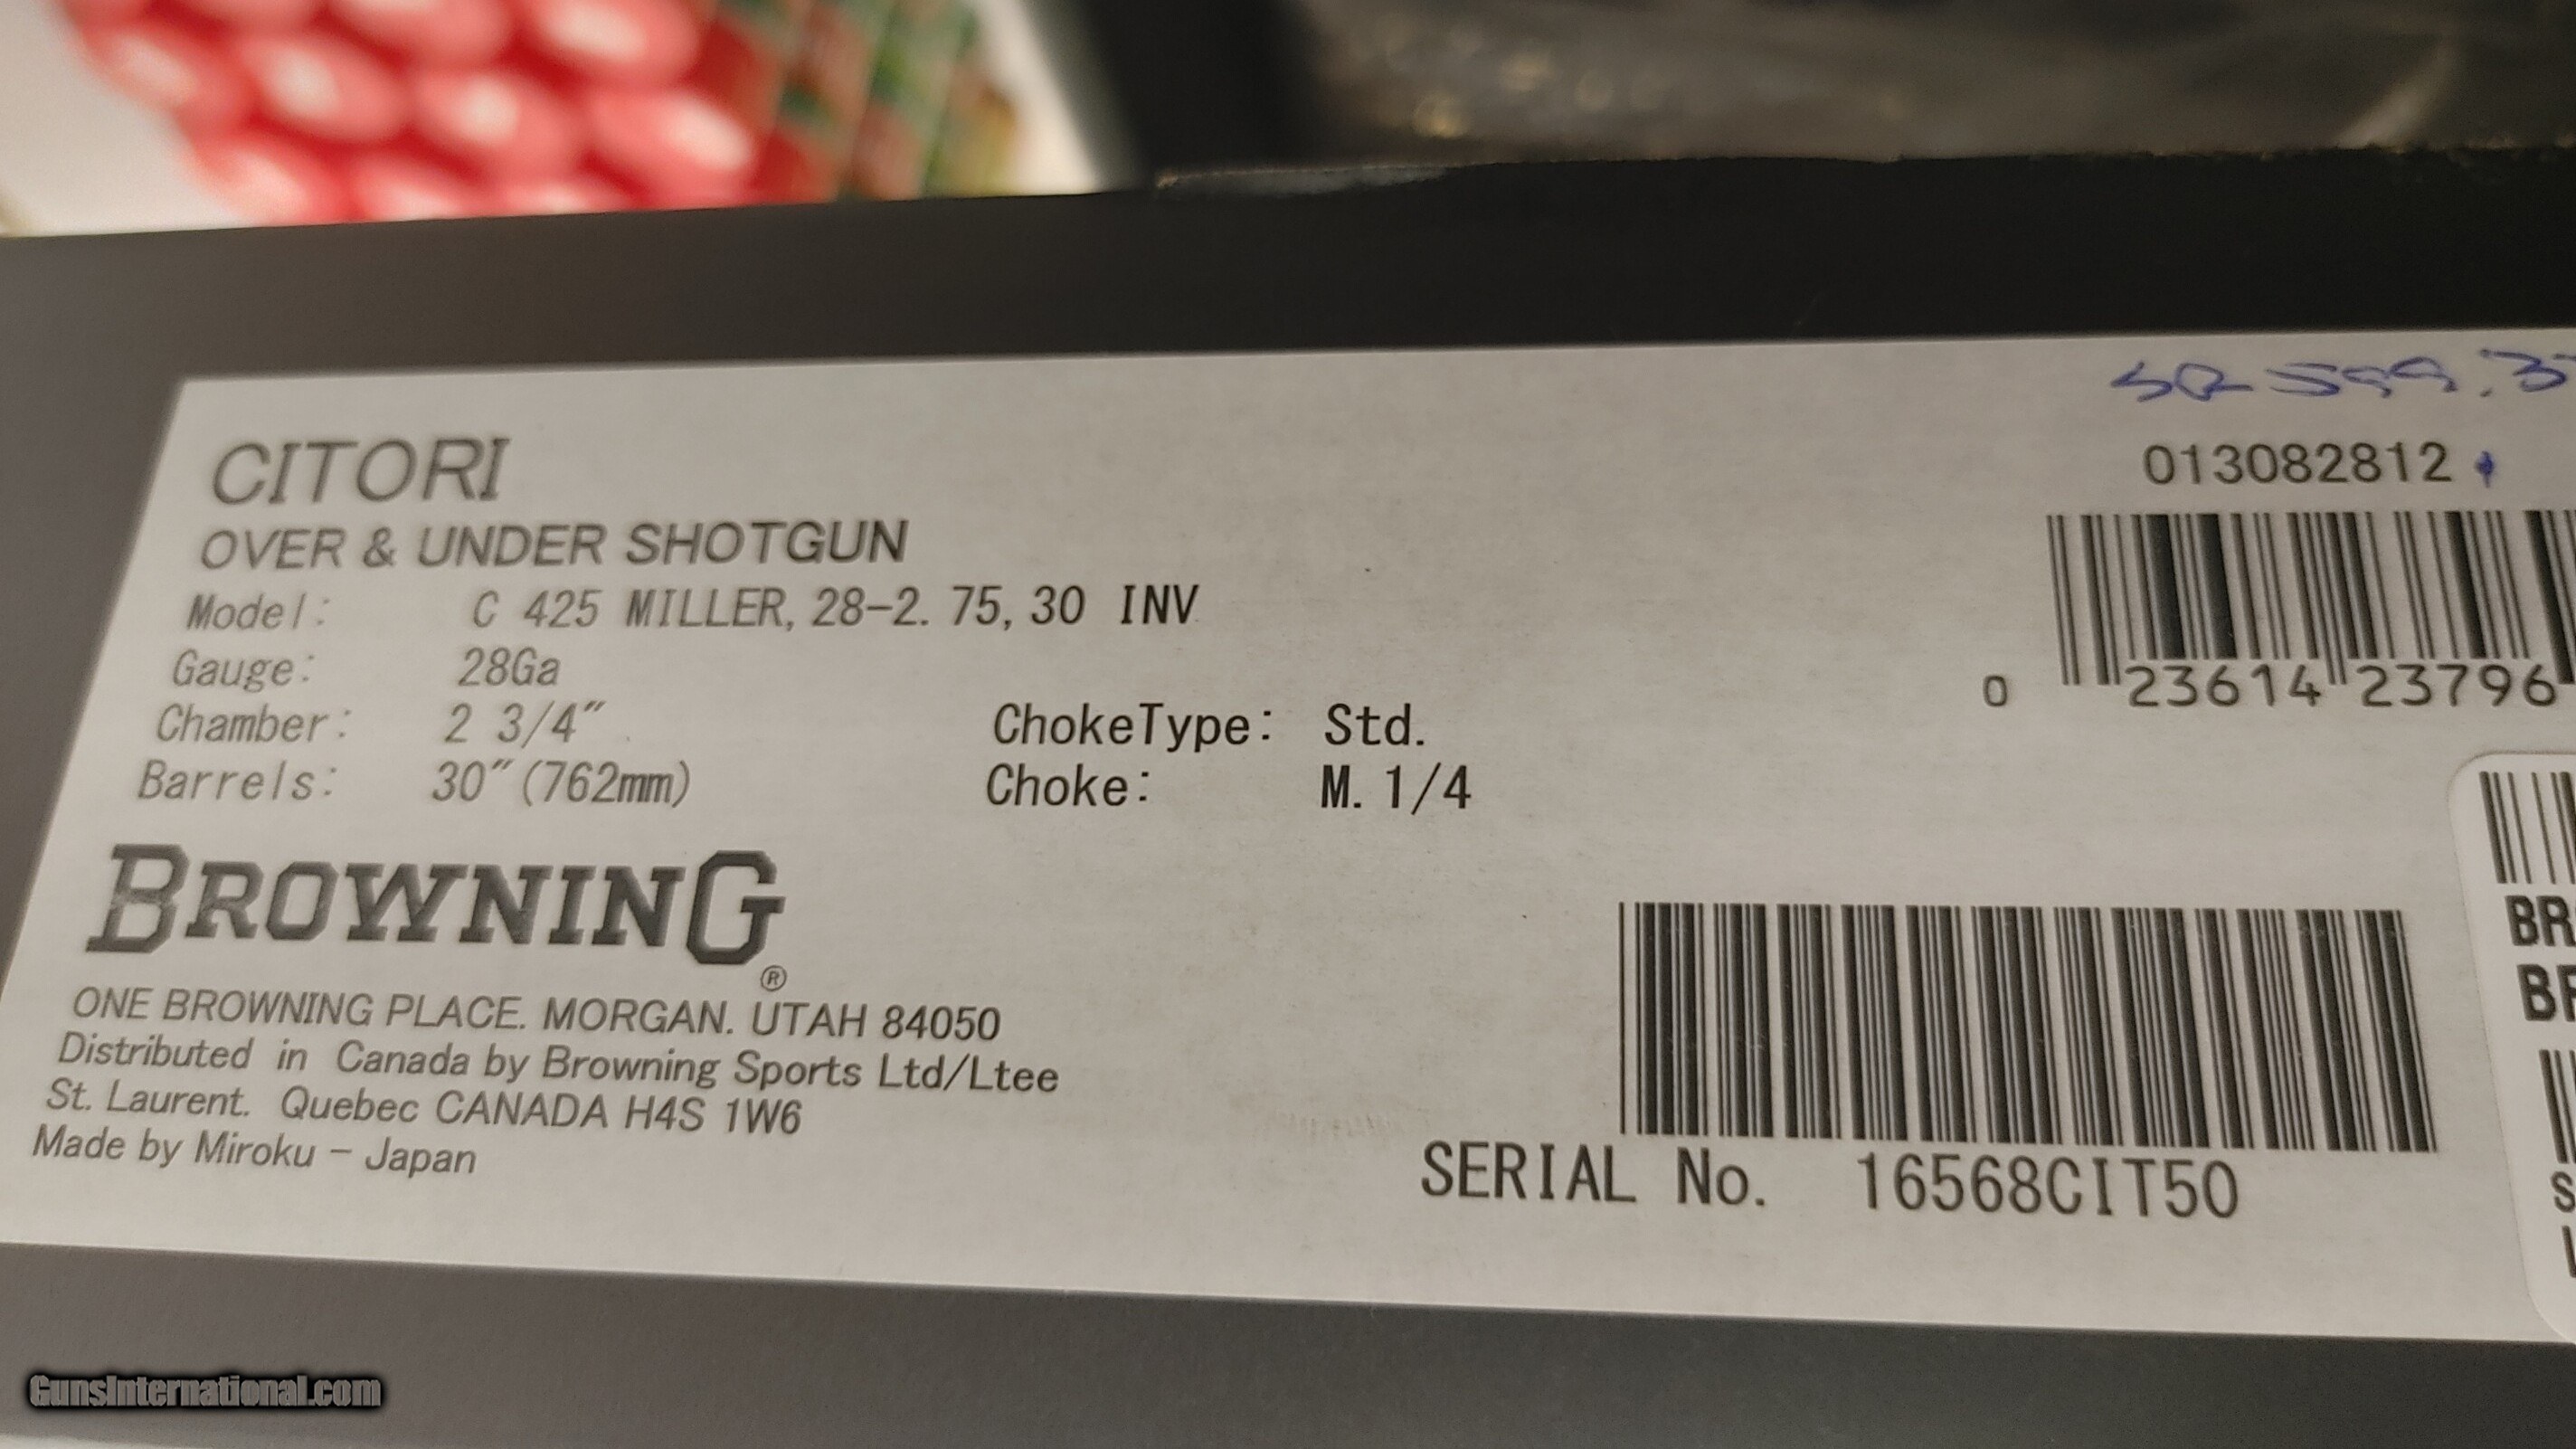 013082812
CITORI
OVER & UNDER SHOTGUN
Model: C 425 MILLER, 28-2. 75, 30 INV
Gauge: 28Ga
0 23614 23796
Chamber: 2 3/4" ChokeType: Std.
Barrels: 30" (762mm) Choke: M. 1/4
BROWNING®
ONE BROWNING PLACE. MORGAN. UTAH 84050
Distributed in Canada by Browning Sports Ltd/Ltee
St. Laurent. Quebec CANADA H4S 1W6
Made by Miroku - Japan
SERIAL No. 16568CIT50
BR
GunsInternational.com